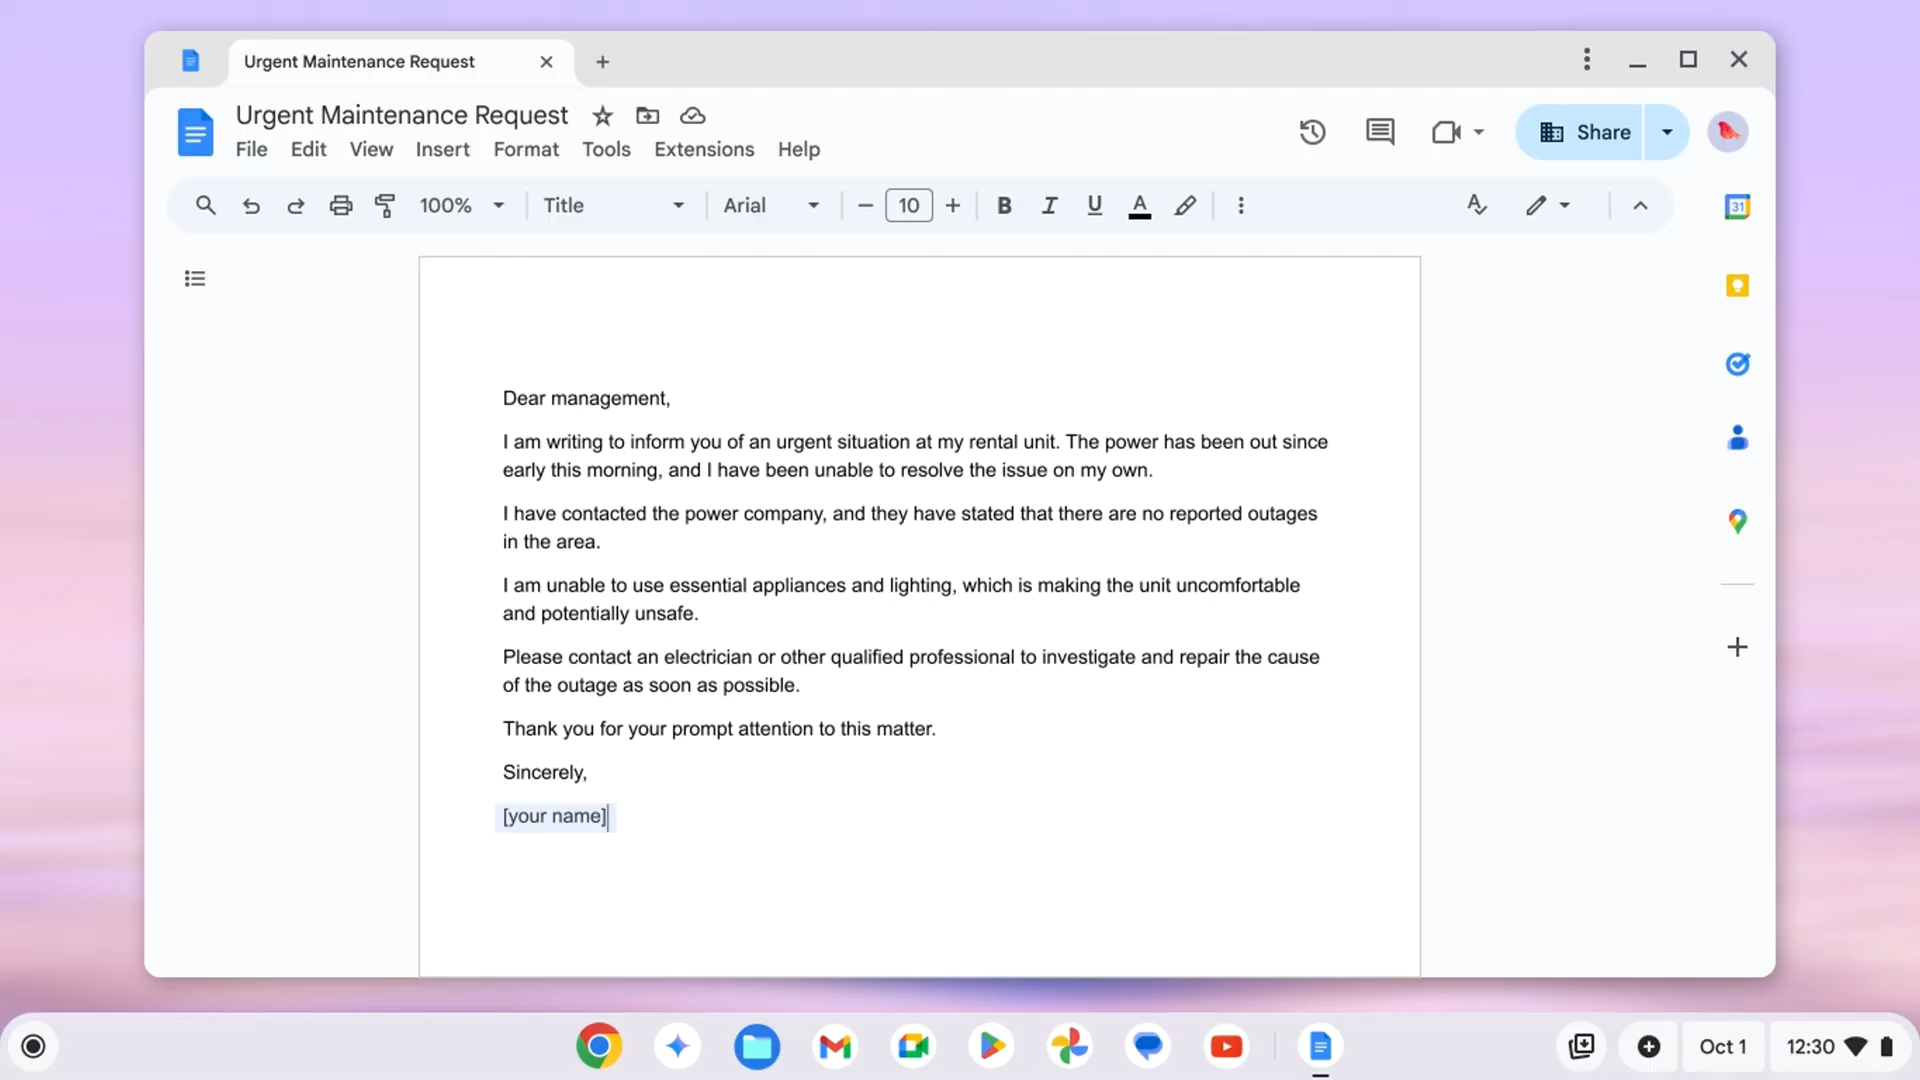 Urgent Maintenance Request
Urgent Maintenance Request
File Edit View Insert Format Tools Extensions Help
Share
100% Title Arial 10 B I U A
31
Dear management,
I am writing to inform you of an urgent situation at my rental unit. The power has been out since
early this morning, and I have been unable to resolve the issue on my own.
I have contacted the power company, and they have stated that there are no reported outages
in the area.
I am unable to use essential appliances and lighting, which is making the unit uncomfortable
and potentially unsafe.
Please contact an electrician or other qualified professional to investigate and repair the cause
of the outage as soon as possible.
Thank you for your prompt attention to this matter.
Sincerely,
[your name]
Oct 1 12:30